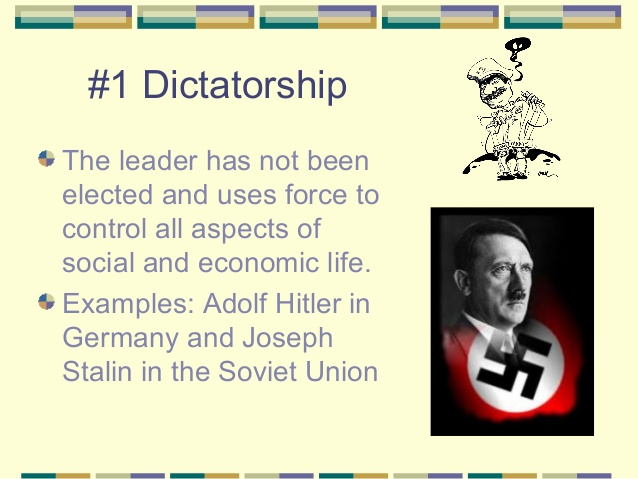 #1 Dictatorship
The leader has not been
elected and uses force to
control all aspects of
social and economic life.
Examples: Adolf Hitler in
Germany and Joseph
Stalin in the Soviet Union